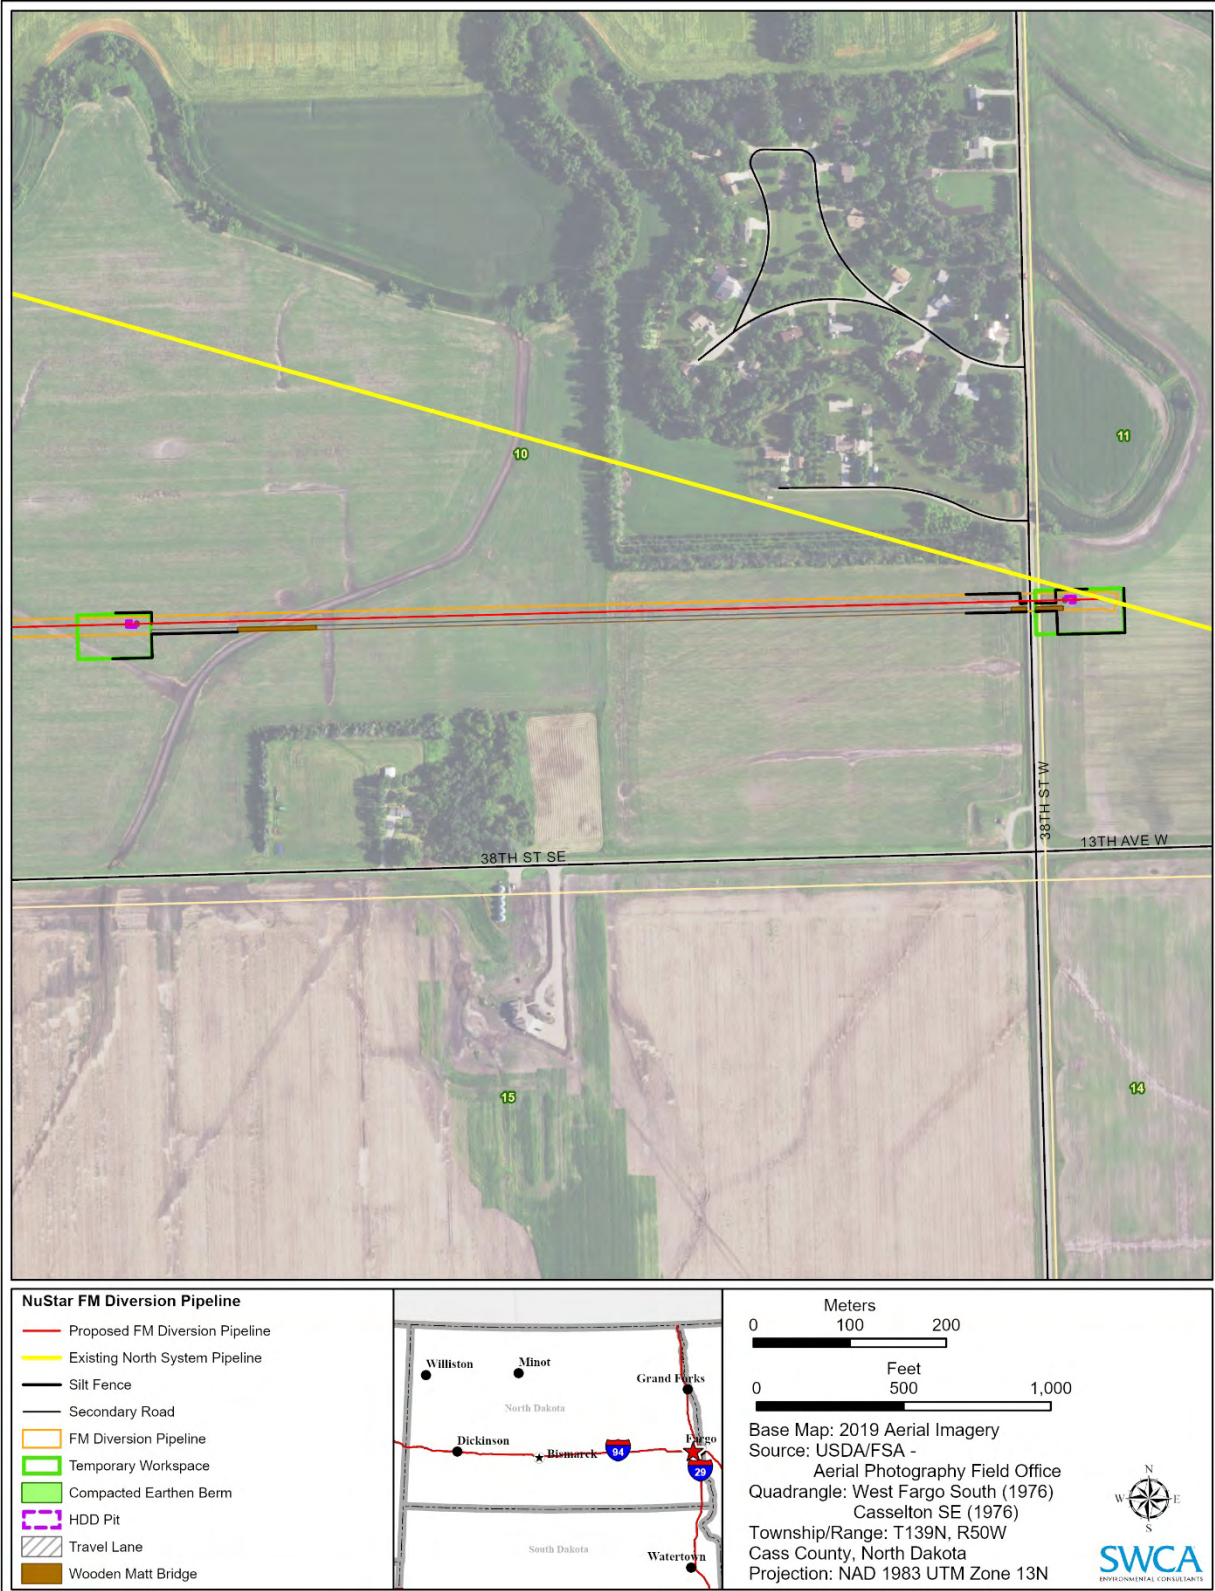 10
11
38TH ST W
13TH AVE W
38TH ST SE
15
14
NuStar FM Diversion Pipeline
Proposed FM Diversion Pipeline
Existing North System Pipeline
Silt Fence
Secondary Road
FM Diversion Pipeline
Temporary Workspace
Compacted Earthen Berm
HDD Pit
Travel Lane
Wooden Matt Bridge
Williston
Minot
Grand Forks
North Dakota
Dickinson
Bismarck
94
Fargo
29
South Dakota
Watertown
Meters
0 100 200
Feet
0 500 1,000
Base Map: 2019 Aerial Imagery
Source: USDA/FSA -
Aerial Photography Field Office
Quadrangle: West Fargo South (1976)
Casselton SE (1976)
Township/Range: T139N, R50W
Cass County, North Dakota
Projection: NAD 1983 UTM Zone 13N
N
W E
S
SWCA
ENVIRONMENTAL CONSULTANTS